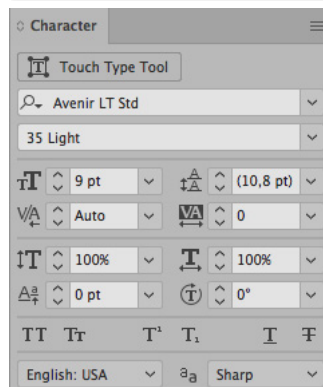 Character
Touch Type Tool
Avenir LT Std
35 Light
9 pt (10,8 pt)
Auto 0
100% 100%
0 pt 0°
TT Tт T¹ T₁ T Ŧ
English: USA aa Sharp